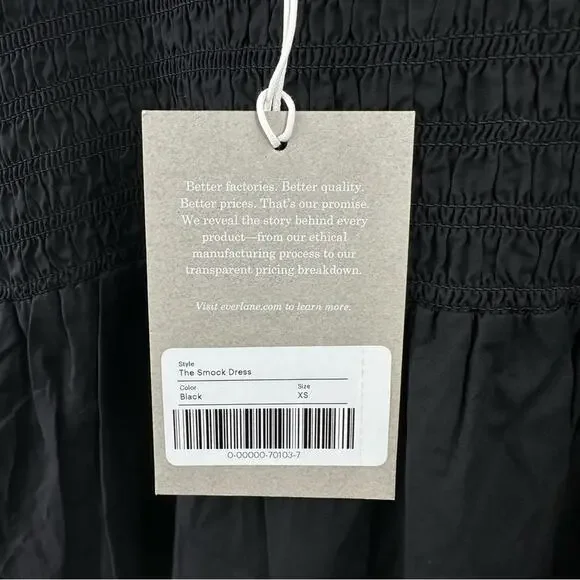 Better factories. Better quality.
Better prices. That's our promise.
We reveal the story behind every
product—from our ethical
manufacturing process to our
transparent pricing breakdown.
Visit everlane.com to learn more.
Style
The Smock Dress
Color Size
Black XS
0-00000-70103-7